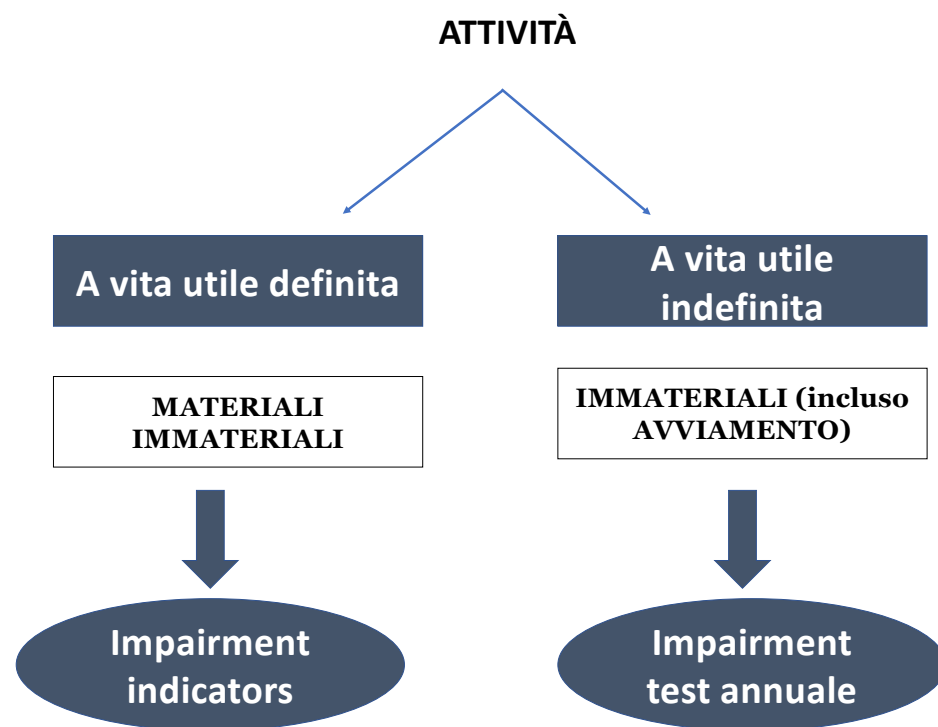 ATTIVITÀ
A vita utile definita
A vita utile
indefinita
MATERIALI
IMMATERIALI
IMMATERIALI (incluso
AVVIAMENTO)
Impairment
indicators
Impairment
test annuale